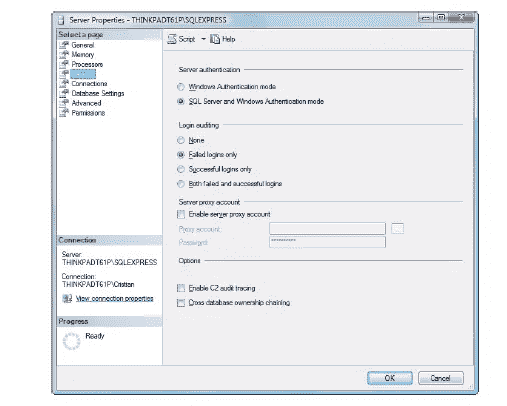 Server Properties - THINKPADT61P\SQLEXPRESS
Select a page
General
Memory
Processors
Connections
Database Settings
Advanced
Permissions
Script
Help
Server authentication
Windows Authentication mode
SQL Server and Windows Authentication mode
Login auditing
None
Failed logins only
Successful logins only
Both failed and successful logins
Server proxy account
Enable server proxy account
Proxy account:
Password:
**********
Options
Enable C2 audit tracing
Cross database ownership chaining
Connection
Server:
THINKPADT61P\SQLEXPRESS
Connection:
THINKPADT61P\Cristian
View connection properties
Progress
Ready
OK
Cancel